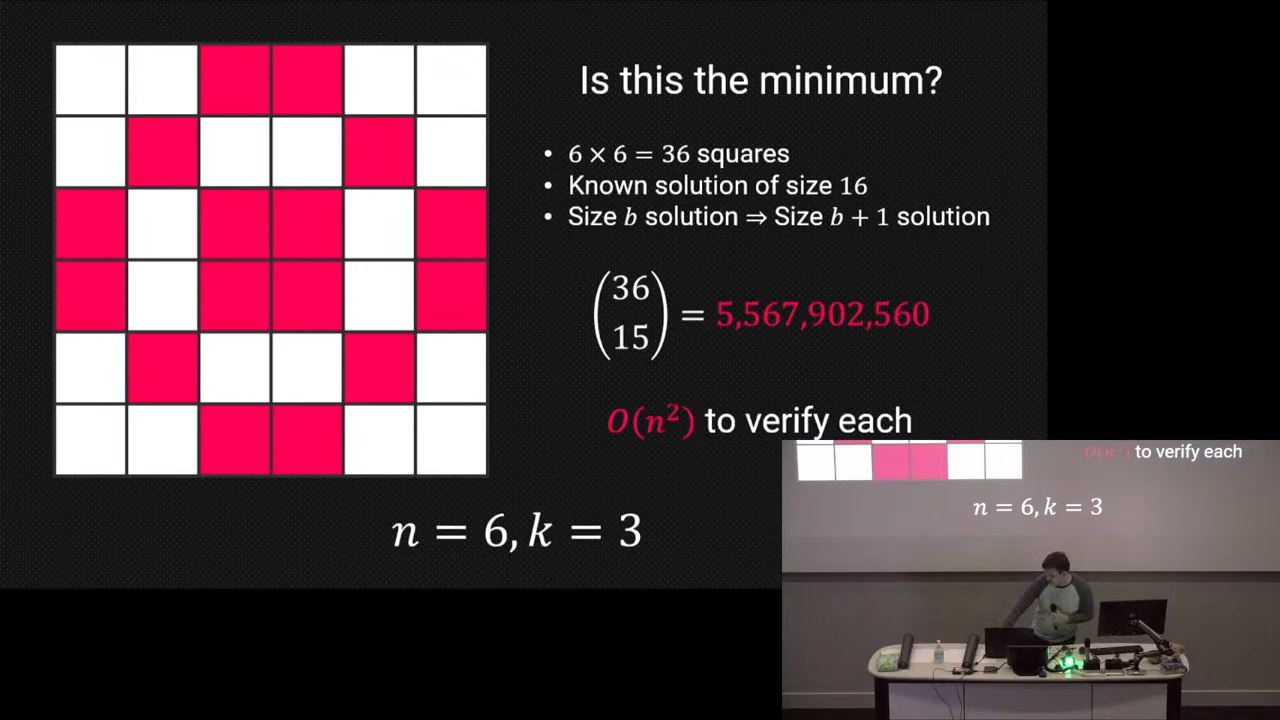 Is this the minimum?
• 6 × 6 = 36 squares
• Known solution of size 16
• Size b solution ⇒ Size b + 1 solution
(36 15) = 5,567,902,560
O(n²) to verify each
n = 6, k = 3
O(n²) to verify each
n = 6, k = 3